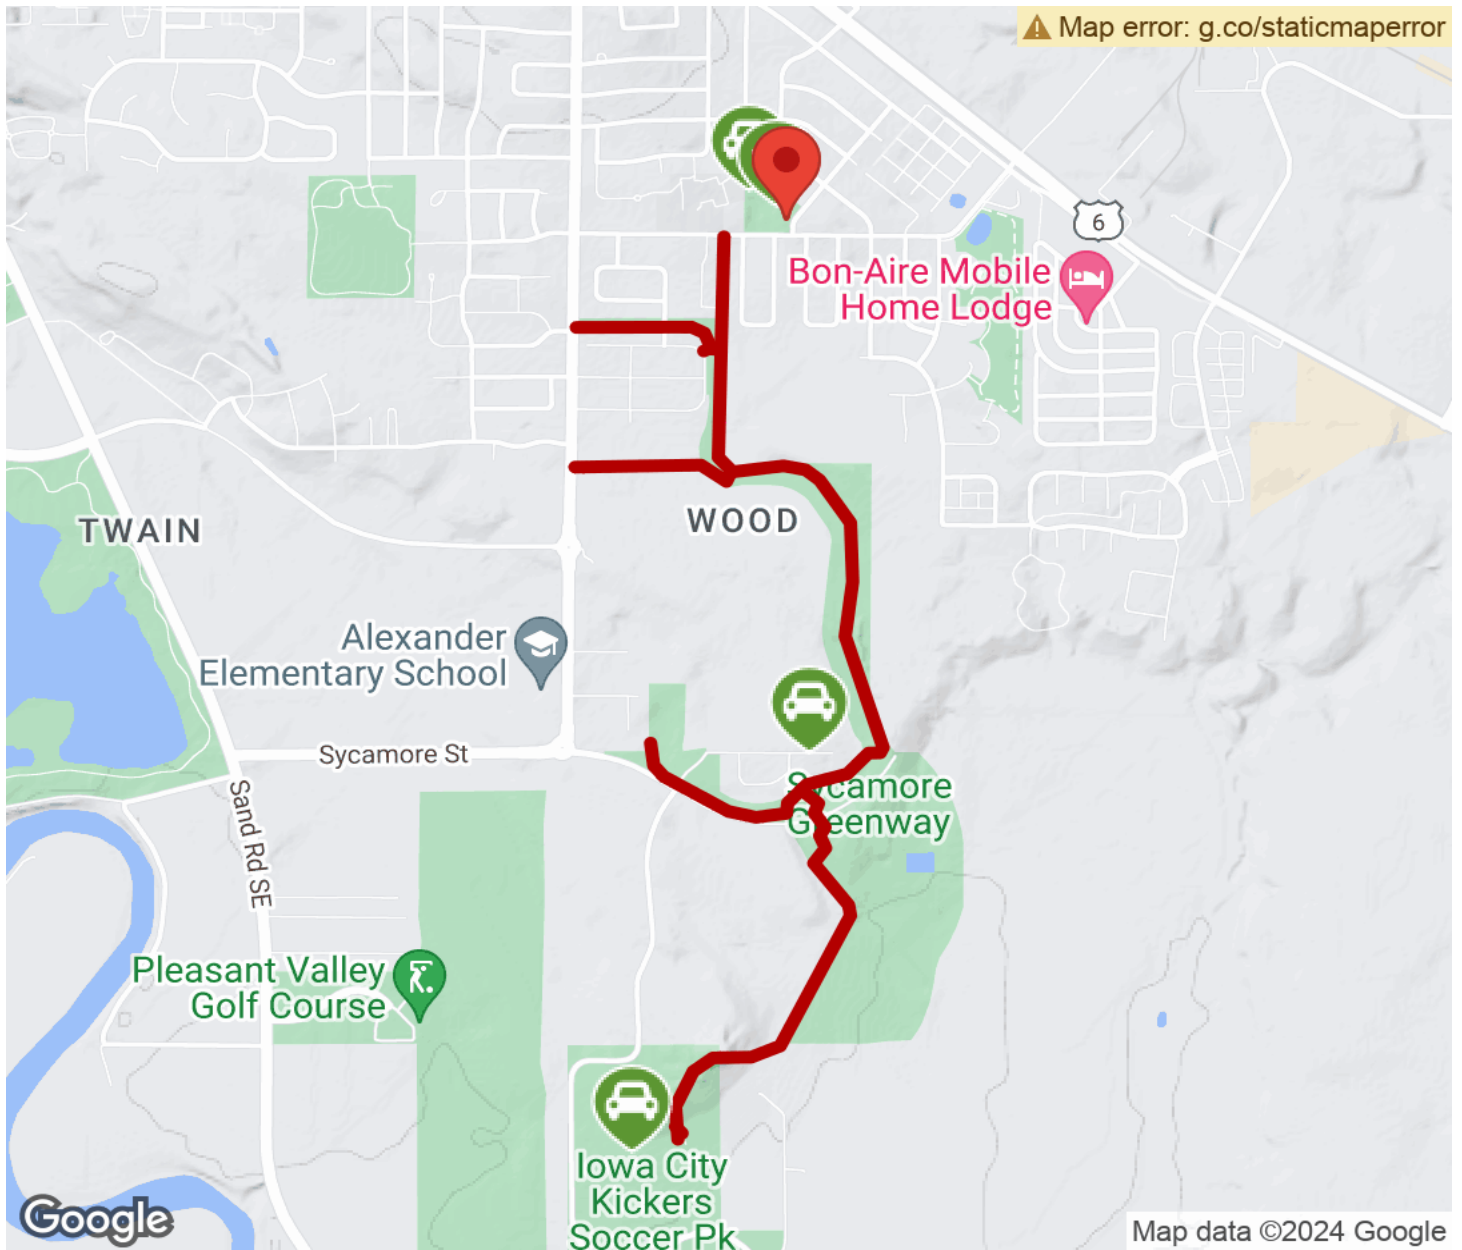 Map error: g.co/staticmaperror
6
Bon-Aire Mobile
Home Lodge
TWAIN
WOOD
Alexander
Elementary School
Sycamore St
Sycamore
Greenway
Sand Rd SE
Pleasant Valley
Golf Course
Iowa City
Kickers
Soccer Pk
Google
Map data ©2024 Google